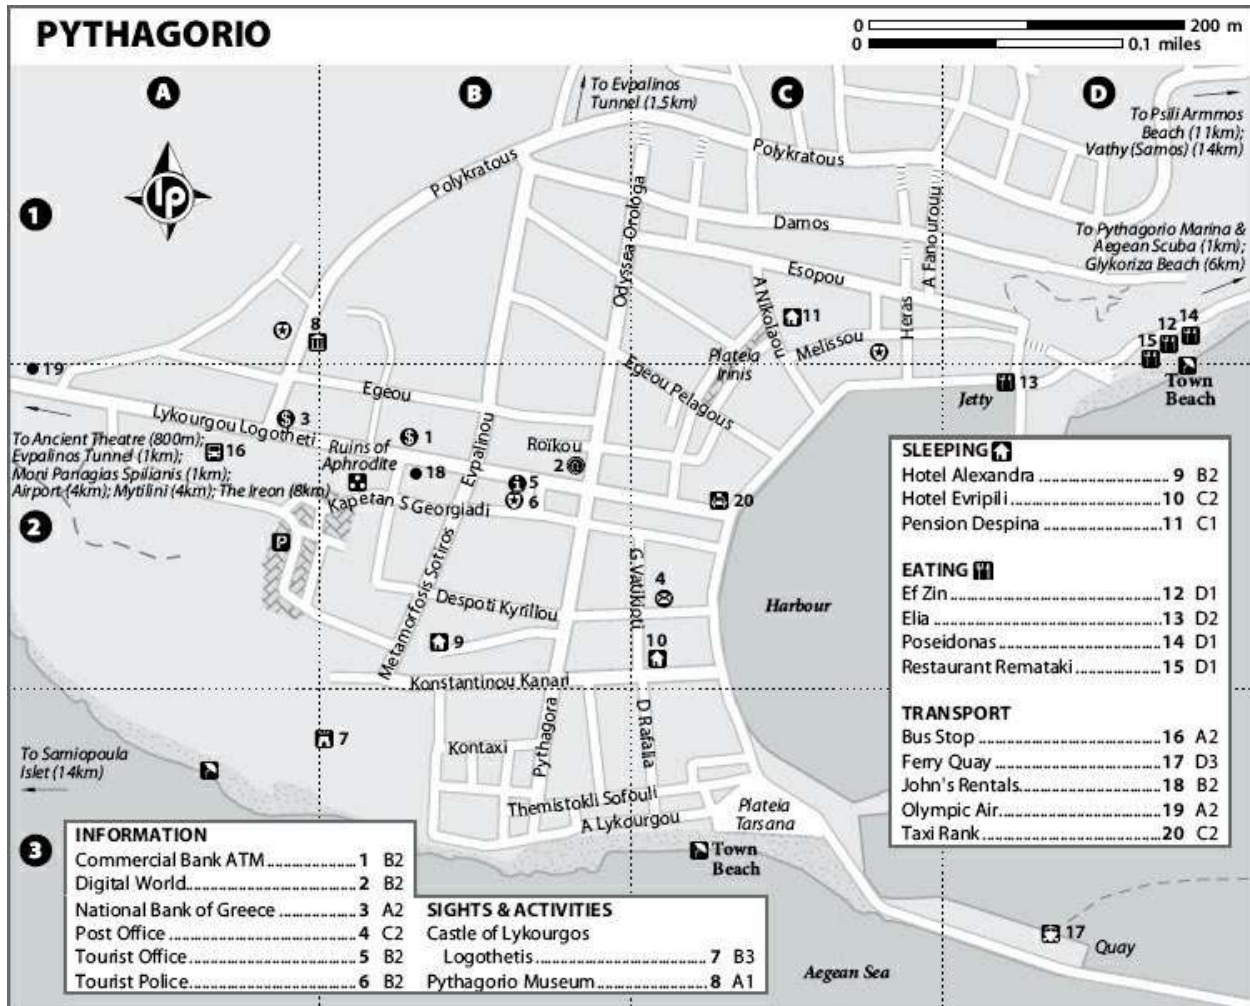 PYTHAGORIO
0 200 m
0 0.1 miles
A
B
C
D
To Evpalinos
Tunnel (1.5km)
To Psili Armmos
Beach (11km);
Vathy (Samos) (14km)
Polykratous
Polykratous
lp
1
Odyssea Orologa
Damos
A Fanourou
To Pythagorio Marina &
Aegean Scuba (1km);
Glykoriza Beach (6km)
Esopou
A Nikolaou
Heras
8
11
Melissou
Plateia
Irinis
14
12
15
19
Egeou
Egeou Pelagous
Jetty
13
Town
Beach
Lykourgou Logotheti
3
1
Evpalinou
Roïkou
2 @
To Ancient Theatre (800m);
Evpalinos Tunnel (1km);
Moni Panagias Spilianis (1km);
Airport (4km); Mytilini (4km); The Ireon (8km)
16
Ruins of
Aphrodite
18
5
6
20
Kapetan S Georgiadi
2
P
Metamorfosis Sotiros
G Vatikioti
4
Despoti Kyrillou
Harbour
9
10
Konstantinou Kanari
7
Kontaxi
Pythagora
D Rafalia
To Samiopoula
Islet (14km)
Themistokli Sofouli
A Lykourgou
Plateia
Tarsana
Town
Beach
3
17
Quay
Aegean Sea
SLEEPING
Hotel Alexandra 9 B2
Hotel Evripili 10 C2
Pension Despina 11 C1
EATING
Ef Zin 12 D1
Elia 13 D2
Poseidonas 14 D1
Restaurant Remataki 15 D1
TRANSPORT
Bus Stop 16 A2
Ferry Quay 17 D3
John's Rentals 18 B2
Olympic Air 19 A2
Taxi Rank 20 C2
INFORMATION
Commercial Bank ATM 1 B2
Digital World 2 B2
National Bank of Greece 3 A2
Post Office 4 C2
Tourist Office 5 B2
Tourist Police 6 B2
SIGHTS & ACTIVITIES
Castle of Lykourgos
Logothetis 7 B3
Pythagorio Museum 8 A1